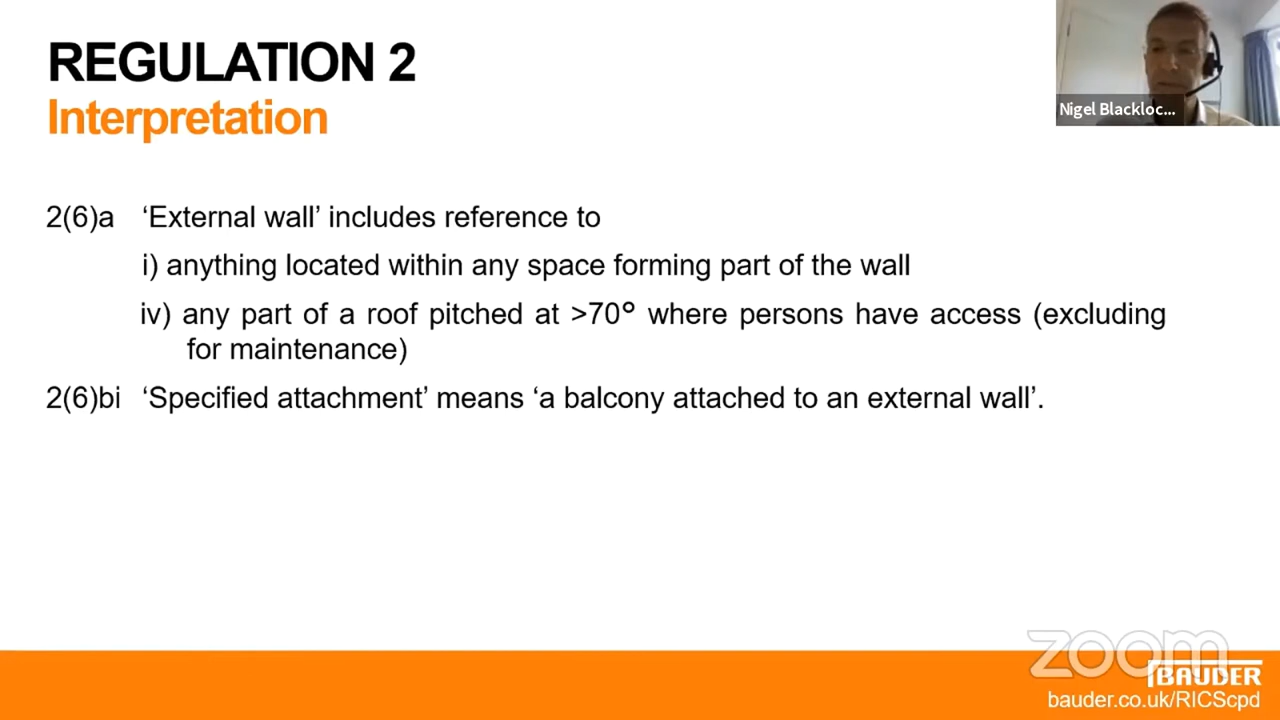 REGULATION 2
Interpretation
Nigel Blackloc...
2(6)a ‘External wall’ includes reference to
i) anything located within any space forming part of the wall
iv) any part of a roof pitched at >70° where persons have access (excluding
for maintenance)
2(6)bi ‘Specified attachment’ means ‘a balcony attached to an external wall’.
zoom
BAUDER
bauder.co.uk/RICScpd